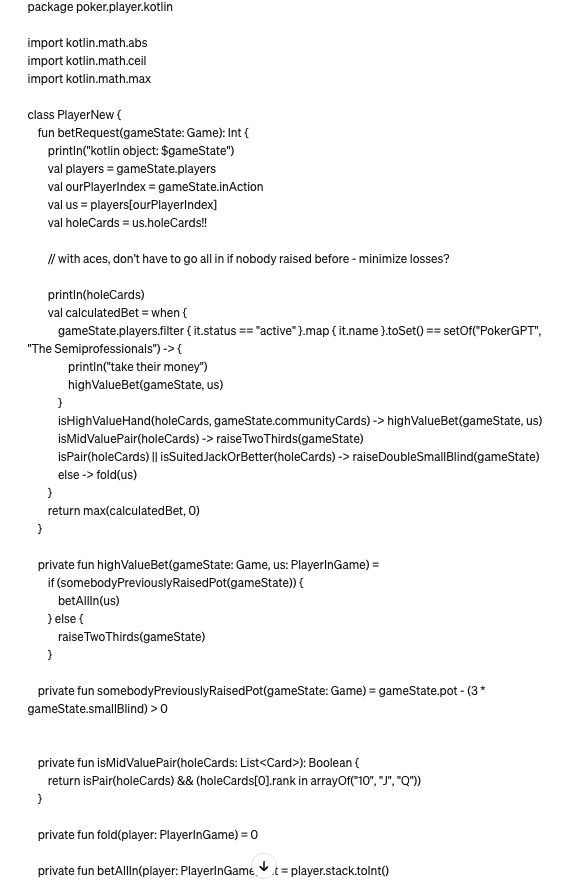 package poker.player.kotlin
import kotlin.math.abs
import kotlin.math.ceil
import kotlin.math.max
class PlayerNew {
fun betRequest(gameState: Game): Int {
println("kotlin object: $gameState")
val players = gameState.players
val ourPlayerIndex = gameState.inAction
val us = players[ourPlayerIndex]
val holeCards = us.holeCards!!
// with aces, don't have to go all in if nobody raised before - minimize losses?
println(holeCards)
val calculatedBet = when {
gameState.players.filter { it.status == "active" }.map { it.name }.toSet() == setOf("PokerGPT",
"The Semiprofessionals") -> {
println("take their money")
highValueBet(gameState, us)
}
isHighValueHand(holeCards, gameState.communityCards) -> highValueBet(gameState, us)
isMidValuePair(holeCards) -> raiseTwoThirds(gameState)
isPair(holeCards) || isSuitedJackOrBetter(holeCards) -> raiseDoubleSmallBlind(gameState)
else -> fold(us)
}
return max(calculatedBet, 0)
}
private fun highValueBet(gameState: Game, us: PlayerInGame) =
if (somebodyPreviouslyRaisedPot(gameState)) {
betAllIn(us)
} else {
raiseTwoThirds(gameState)
}
private fun somebodyPreviouslyRaisedPot(gameState: Game) = gameState.pot - (3 *
gameState.smallBlind) > 0
private fun isMidValuePair(holeCards: List<Card>): Boolean {
return isPair(holeCards) && (holeCards[0].rank in arrayOf("10", "J", "Q"))
}
private fun fold(player: PlayerInGame) = 0
private fun betAllIn(player: PlayerInGame = player.stack.toInt()